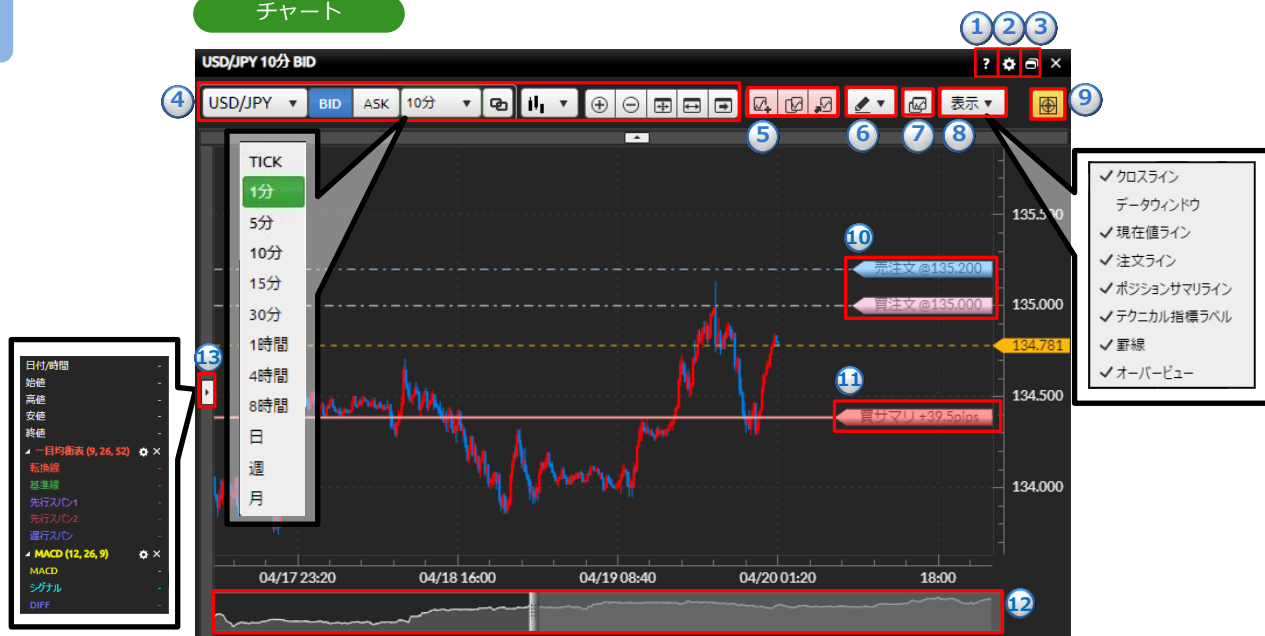 チャート
1 2 3
USD/JPY 10分 BID
?
4
USD/JPY BID ASK 10分
表示
5
6
7
8
9
TICK
1分
5分
10分
15分
30分
1時間
4時間
8時間
日
週
月
クロスライン
データウィンドウ
現在値ライン
注文ライン
ポジションサマリライン
テクニカル指標ラベル
罫線
オーバービュー
10
売注文 @135.200
買注文 @135.000
11
買サマリ +39.5pips
135.500
135.000
134.781
134.500
134.000
13
日付/時間 -
始値 -
高値 -
安値 -
終値 -
一目均衡表 (9, 26, 52)
転換線 -
基準線 -
先行スパン1 -
先行スパン2 -
遅行スパン -
MACD (12, 26, 9)
MACD -
シグナル -
DIFF -
04/17 23:20 04/18 16:00 04/19 08:40 04/20 01:20 18:00
12